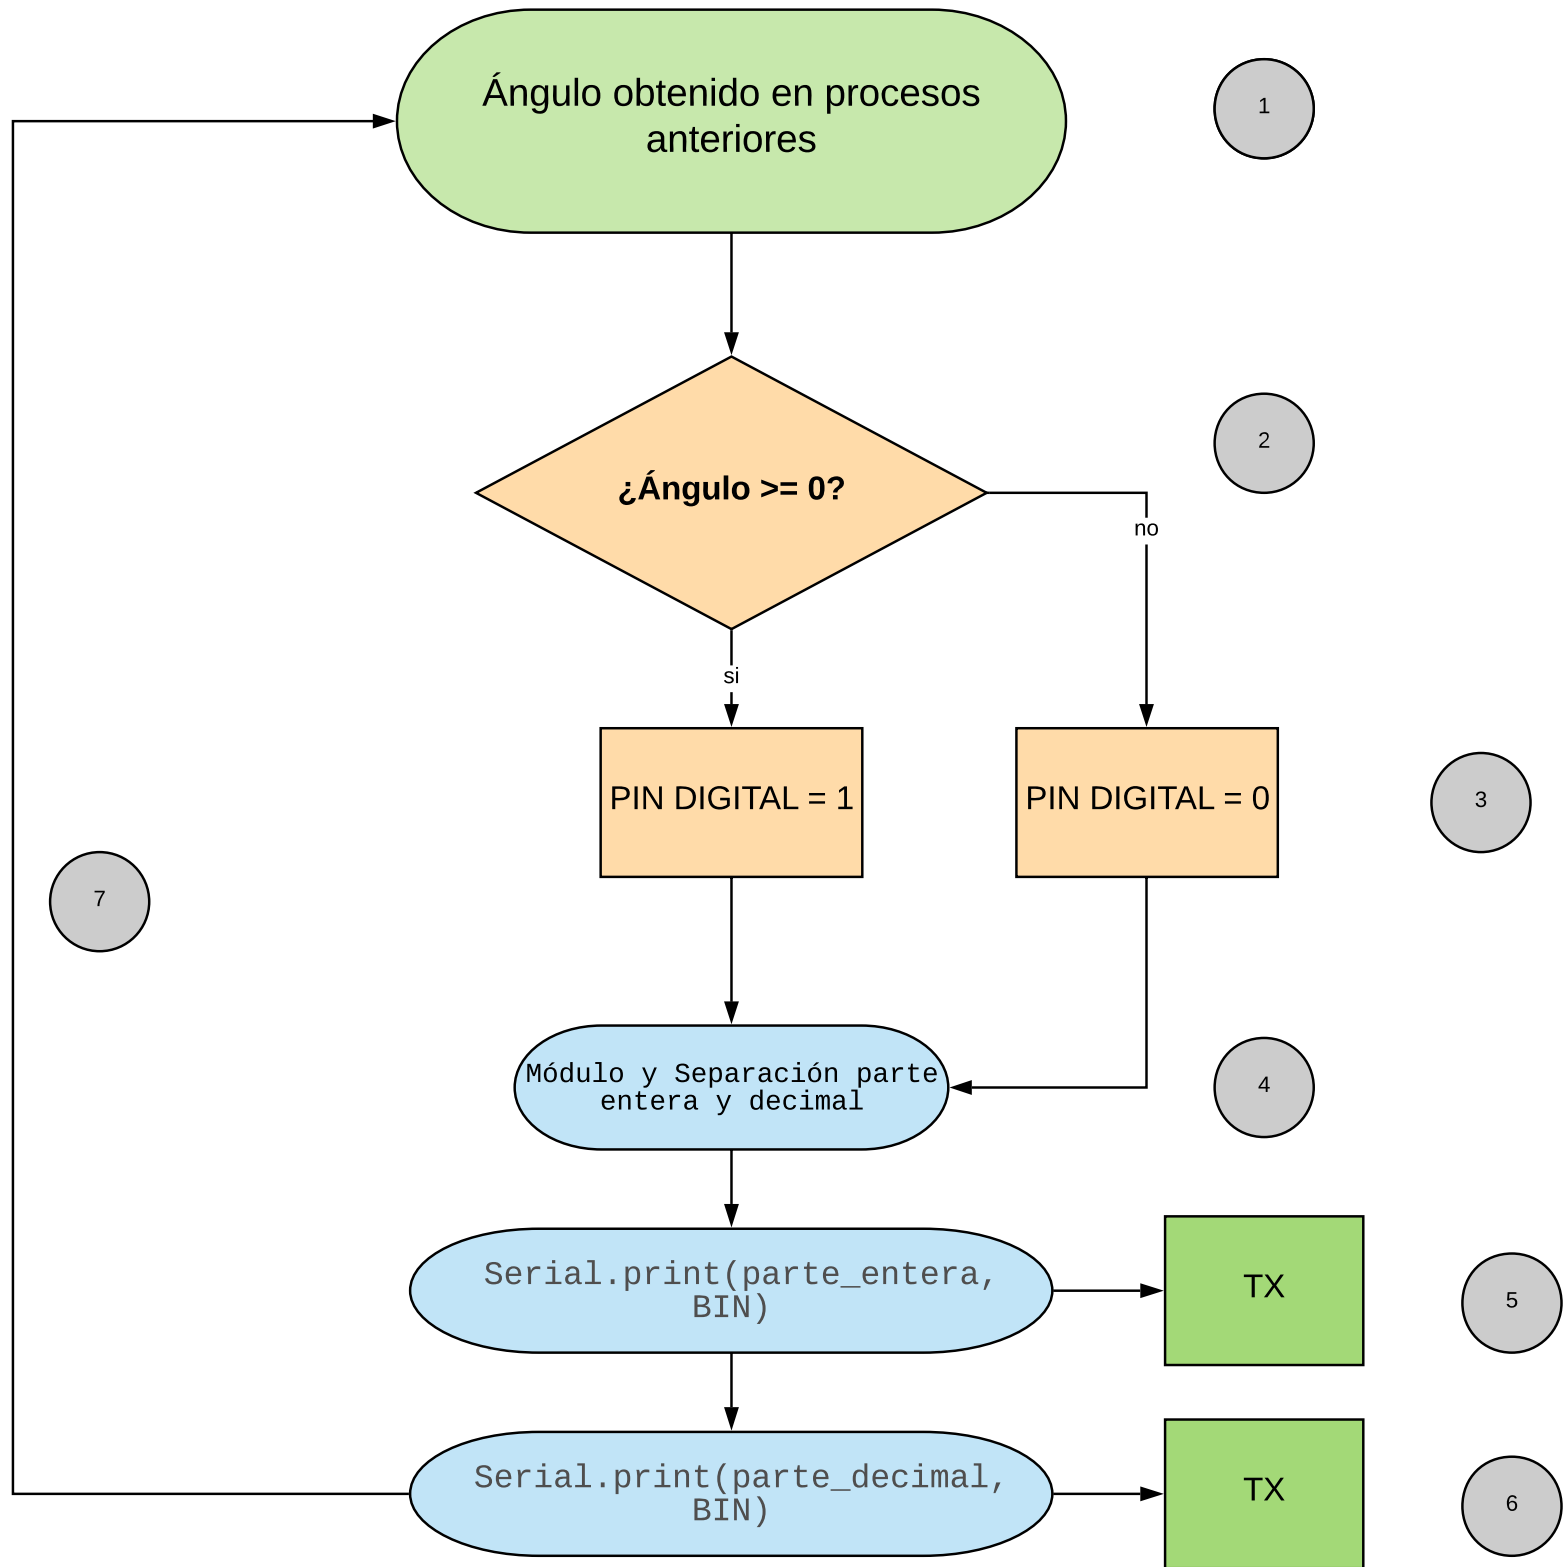 Ángulo obtenido en procesos
anteriores
1
2
¿Ángulo >= 0?
no
si
PIN DIGITAL = 1
PIN DIGITAL = 0
3
7
Módulo y Separación parte
entera y decimal
4
Serial.print(parte_entera,
BIN)
TX
5
Serial.print(parte_decimal,
BIN)
TX
6